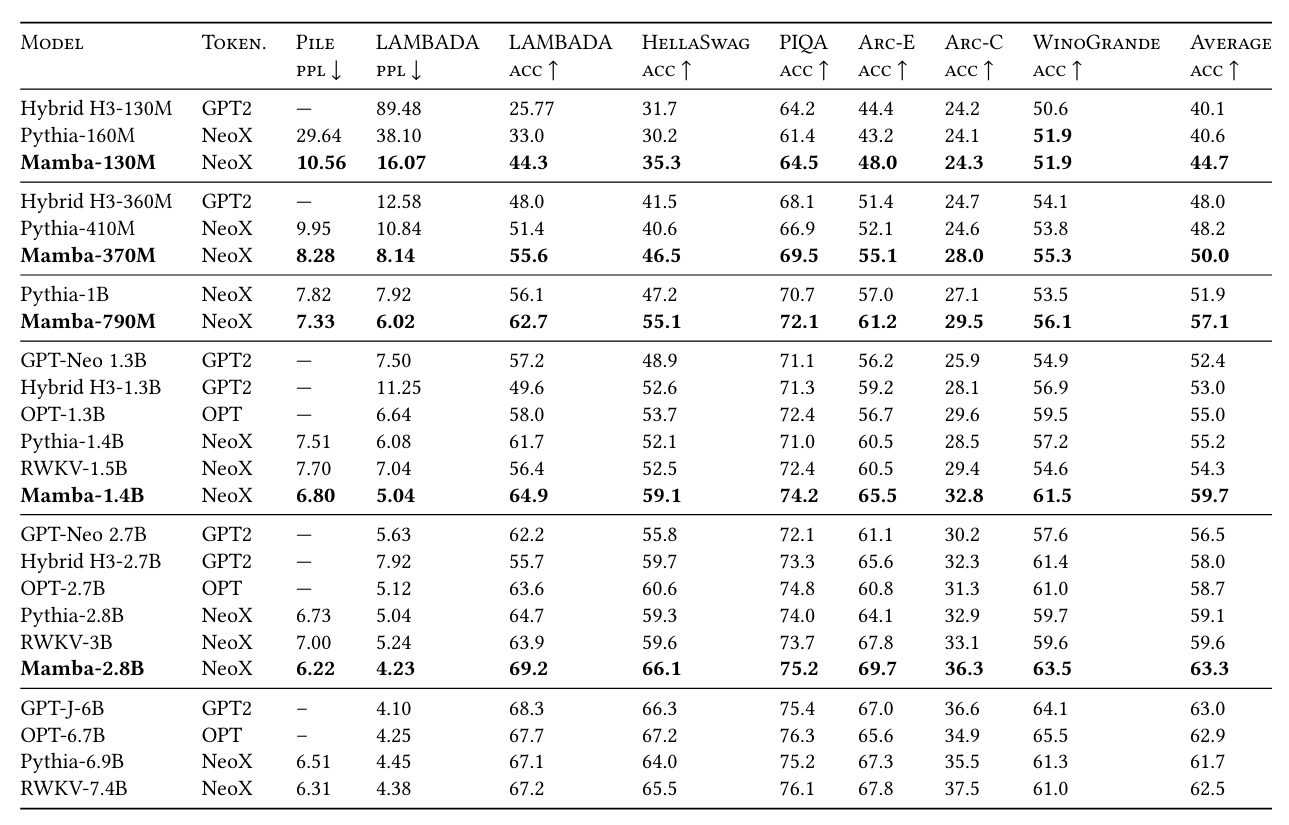 MODEL TOKEN. PILE LAMBADA LAMBADA HELLASWAG PIQA ARC-E ARC-C WINOGRANDE AVERAGE
PPL ↓ PPL ↓ ACC ↑ ACC ↑ ACC ↑ ACC ↑ ACC ↑ ACC ↑ ACC ↑
Hybrid H3-130M GPT2 — 89.48 25.77 31.7 64.2 44.4 24.2 50.6 40.1
Pythia-160M NeoX 29.64 38.10 33.0 30.2 61.4 43.2 24.1 51.9 40.6
Mamba-130M NeoX 10.56 16.07 44.3 35.3 64.5 48.0 24.3 51.9 44.7
Hybrid H3-360M GPT2 — 12.58 48.0 41.5 68.1 51.4 24.7 54.1 48.0
Pythia-410M NeoX 9.95 10.84 51.4 40.6 66.9 52.1 24.6 53.8 48.2
Mamba-370M NeoX 8.28 8.14 55.6 46.5 69.5 55.1 28.0 55.3 50.0
Pythia-1B NeoX 7.82 7.92 56.1 47.2 70.7 57.0 27.1 53.5 51.9
Mamba-790M NeoX 7.33 6.02 62.7 55.1 72.1 61.2 29.5 56.1 57.1
GPT-Neo 1.3B GPT2 — 7.50 57.2 48.9 71.1 56.2 25.9 54.9 52.4
Hybrid H3-1.3B GPT2 — 11.25 49.6 52.6 71.3 59.2 28.1 56.9 53.0
OPT-1.3B OPT — 6.64 58.0 53.7 72.4 56.7 29.6 59.5 55.0
Pythia-1.4B NeoX 7.51 6.08 61.7 52.1 71.0 60.5 28.5 57.2 55.2
RWKV-1.5B NeoX 7.70 7.04 56.4 52.5 72.4 60.5 29.4 54.6 54.3
Mamba-1.4B NeoX 6.80 5.04 64.9 59.1 74.2 65.5 32.8 61.5 59.7
GPT-Neo 2.7B GPT2 — 5.63 62.2 55.8 72.1 61.1 30.2 57.6 56.5
Hybrid H3-2.7B GPT2 — 7.92 55.7 59.7 73.3 65.6 32.3 61.4 58.0
OPT-2.7B OPT — 5.12 63.6 60.6 74.8 60.8 31.3 61.0 58.7
Pythia-2.8B NeoX 6.73 5.04 64.7 59.3 74.0 64.1 32.9 59.7 59.1
RWKV-3B NeoX 7.00 5.24 63.9 59.6 73.7 67.8 33.1 59.6 59.6
Mamba-2.8B NeoX 6.22 4.23 69.2 66.1 75.2 69.7 36.3 63.5 63.3
GPT-J-6B GPT2 – 4.10 68.3 66.3 75.4 67.0 36.6 64.1 63.0
OPT-6.7B OPT – 4.25 67.7 67.2 76.3 65.6 34.9 65.5 62.9
Pythia-6.9B NeoX 6.51 4.45 67.1 64.0 75.2 67.3 35.5 61.3 61.7
RWKV-7.4B NeoX 6.31 4.38 67.2 65.5 76.1 67.8 37.5 61.0 62.5